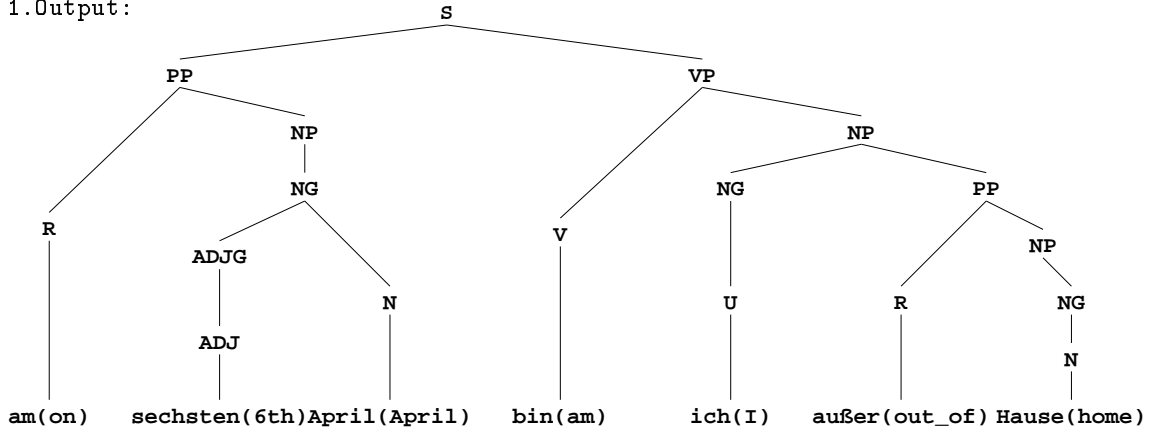 1.Output:
S
PP VP
NP NP
NG NG PP
R V NP
ADJG
N U R NG
ADJ
N
am(on) sechsten(6th) April(April) bin(am) ich(I) außer(out_of) Hause(home)